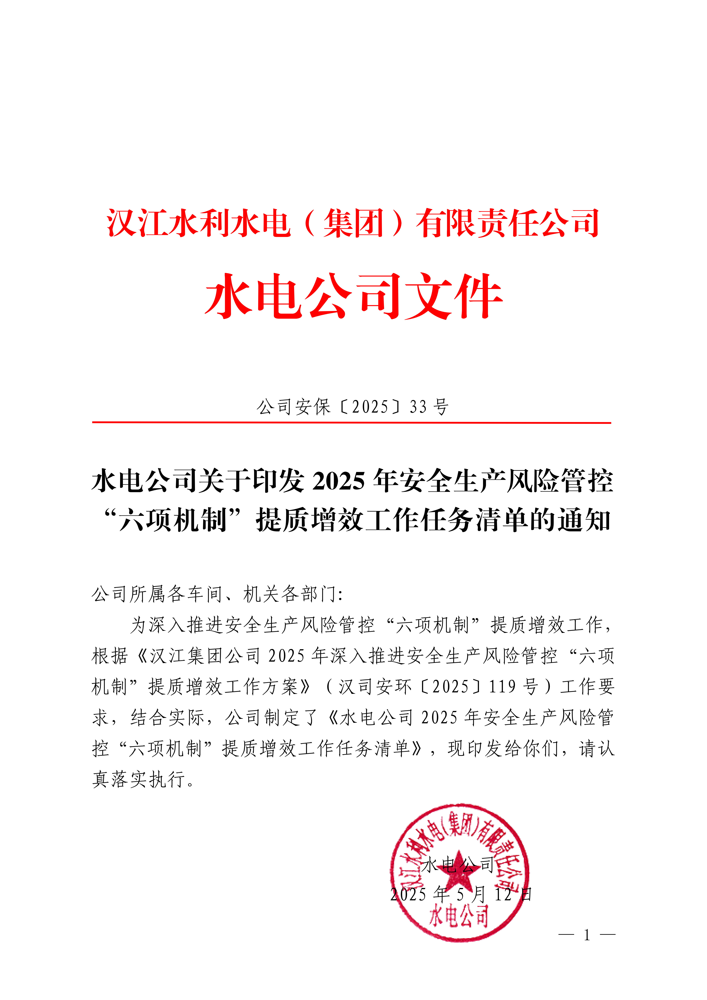 汉江水利水电（集团）有限责任公司
水电公司文件
公司安保〔2025〕33 号
水电公司关于印发 2025 年安全生产风险管控
“六项机制”提质增效工作任务清单的通知
公司所属各车间、机关各部门：
为深入推进安全生产风险管控“六项机制”提质增效工作，
根据《汉江集团公司 2025 年深入推进安全生产风险管控“六项
机制”提质增效工作方案》（汉司安环〔2025〕119 号）工作要
求，结合实际，公司制定了《水电公司 2025 年安全生产风险管
控“六项机制”提质增效工作任务清单》，现印发给你们，请认
真落实执行。
汉江水利水电（集团）有限责任公司
水电公司
2025 年 5 月 12 日
水电公司
— 1 —